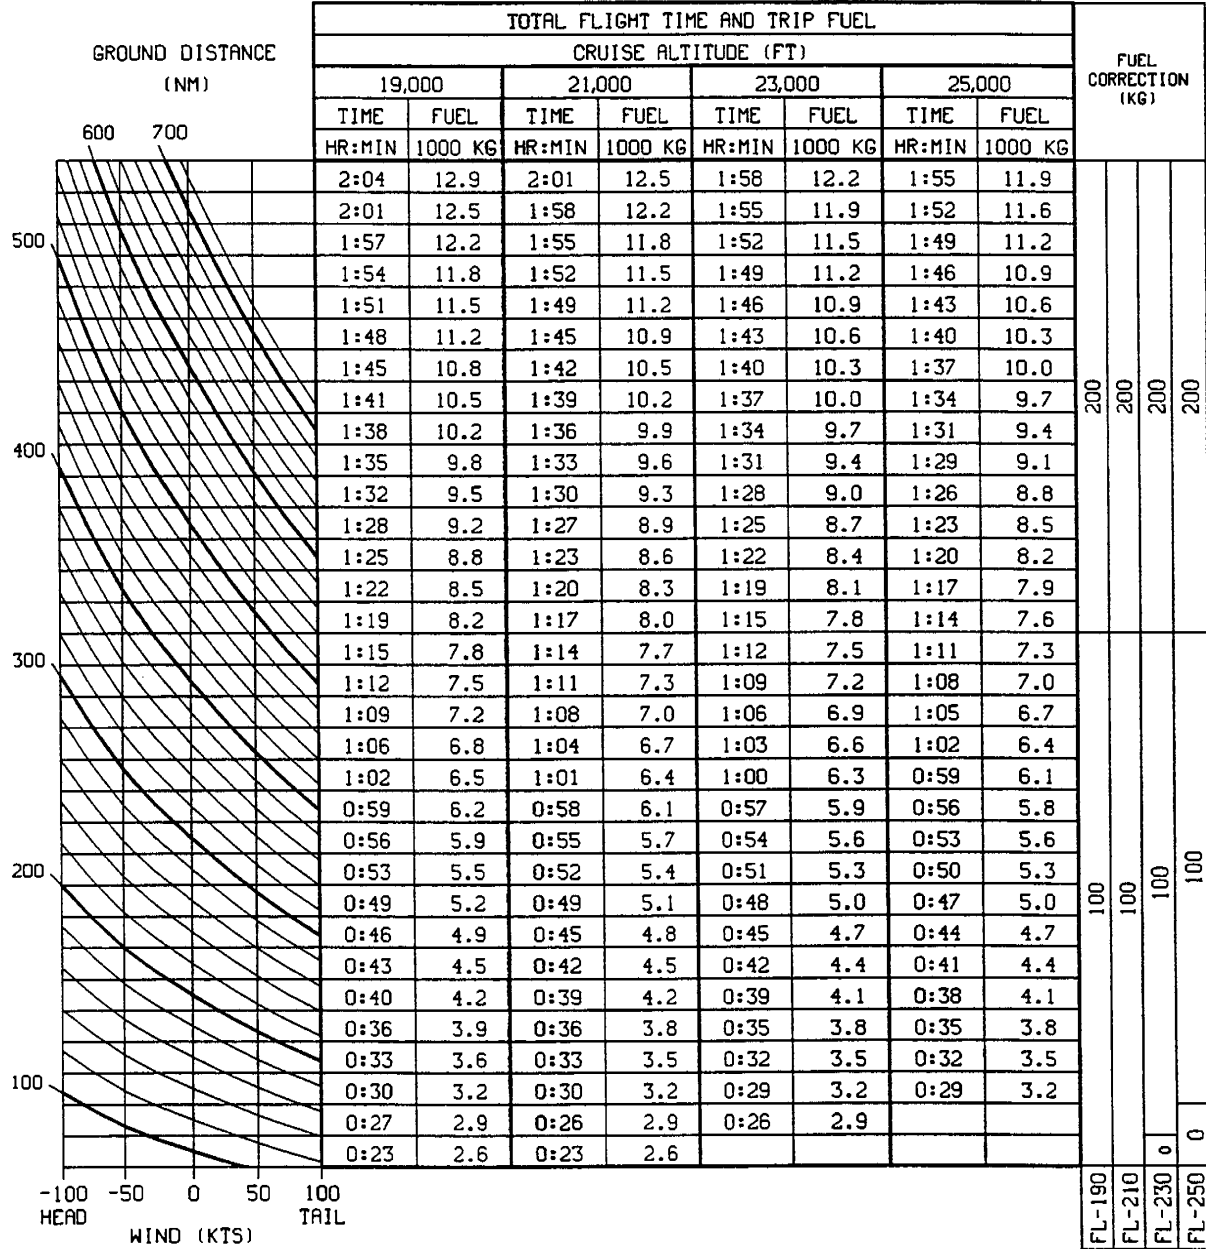 TOTAL FLIGHT TIME AND TRIP FUEL
GROUND DISTANCE
(NM)
CRUISE ALTITUDE (FT)
FUEL
CORRECTION
(KG)
19,000 21,000 23,000 25,000
TIME FUEL TIME FUEL TIME FUEL TIME FUEL
600 700
HR:MIN 1000 KG HR:MIN 1000 KG HR:MIN 1000 KG HR:MIN 1000 KG
2:04 12.9 2:01 12.5 1:58 12.2 1:55 11.9
2:01 12.5 1:58 12.2 1:55 11.9 1:52 11.6
500 1:57 12.2 1:55 11.8 1:52 11.5 1:49 11.2
1:54 11.8 1:52 11.5 1:49 11.2 1:46 10.9
1:51 11.5 1:49 11.2 1:46 10.9 1:43 10.6
1:48 11.2 1:45 10.9 1:43 10.6 1:40 10.3
1:45 10.8 1:42 10.5 1:40 10.3 1:37 10.0
1:41 10.5 1:39 10.2 1:37 10.0 1:34 9.7 200 200 200 200
1:38 10.2 1:36 9.9 1:34 9.7 1:31 9.4
400 1:35 9.8 1:33 9.6 1:31 9.4 1:29 9.1
1:32 9.5 1:30 9.3 1:28 9.0 1:26 8.8
1:28 9.2 1:27 8.9 1:25 8.7 1:23 8.5
1:25 8.8 1:23 8.6 1:22 8.4 1:20 8.2
1:22 8.5 1:20 8.3 1:19 8.1 1:17 7.9
1:19 8.2 1:17 8.0 1:15 7.8 1:14 7.6
300 1:15 7.8 1:14 7.7 1:12 7.5 1:11 7.3
1:12 7.5 1:11 7.3 1:09 7.2 1:08 7.0
1:09 7.2 1:08 7.0 1:06 6.9 1:05 6.7
1:06 6.8 1:04 6.7 1:03 6.6 1:02 6.4
1:02 6.5 1:01 6.4 1:00 6.3 0:59 6.1
0:59 6.2 0:58 6.1 0:57 5.9 0:56 5.8
0:56 5.9 0:55 5.7 0:54 5.6 0:53 5.6
200 0:53 5.5 0:52 5.4 0:51 5.3 0:50 5.3
0:49 5.2 0:49 5.1 0:48 5.0 0:47 5.0 100 100 100 100
0:46 4.9 0:45 4.8 0:45 4.7 0:44 4.7
0:43 4.5 0:42 4.5 0:42 4.4 0:41 4.4
0:40 4.2 0:39 4.2 0:39 4.1 0:38 4.1
0:36 3.9 0:36 3.8 0:35 3.8 0:35 3.8
0:33 3.6 0:33 3.5 0:32 3.5 0:32 3.5
100 0:30 3.2 0:30 3.2 0:29 3.2 0:29 3.2
0:27 2.9 0:26 2.9 0:26 2.9
0:23 2.6 0:23 2.6 0 0
-100 -50 0 50 100
HEAD TAIL
WIND (KTS)
FL-190 FL-210 FL-230 FL-250